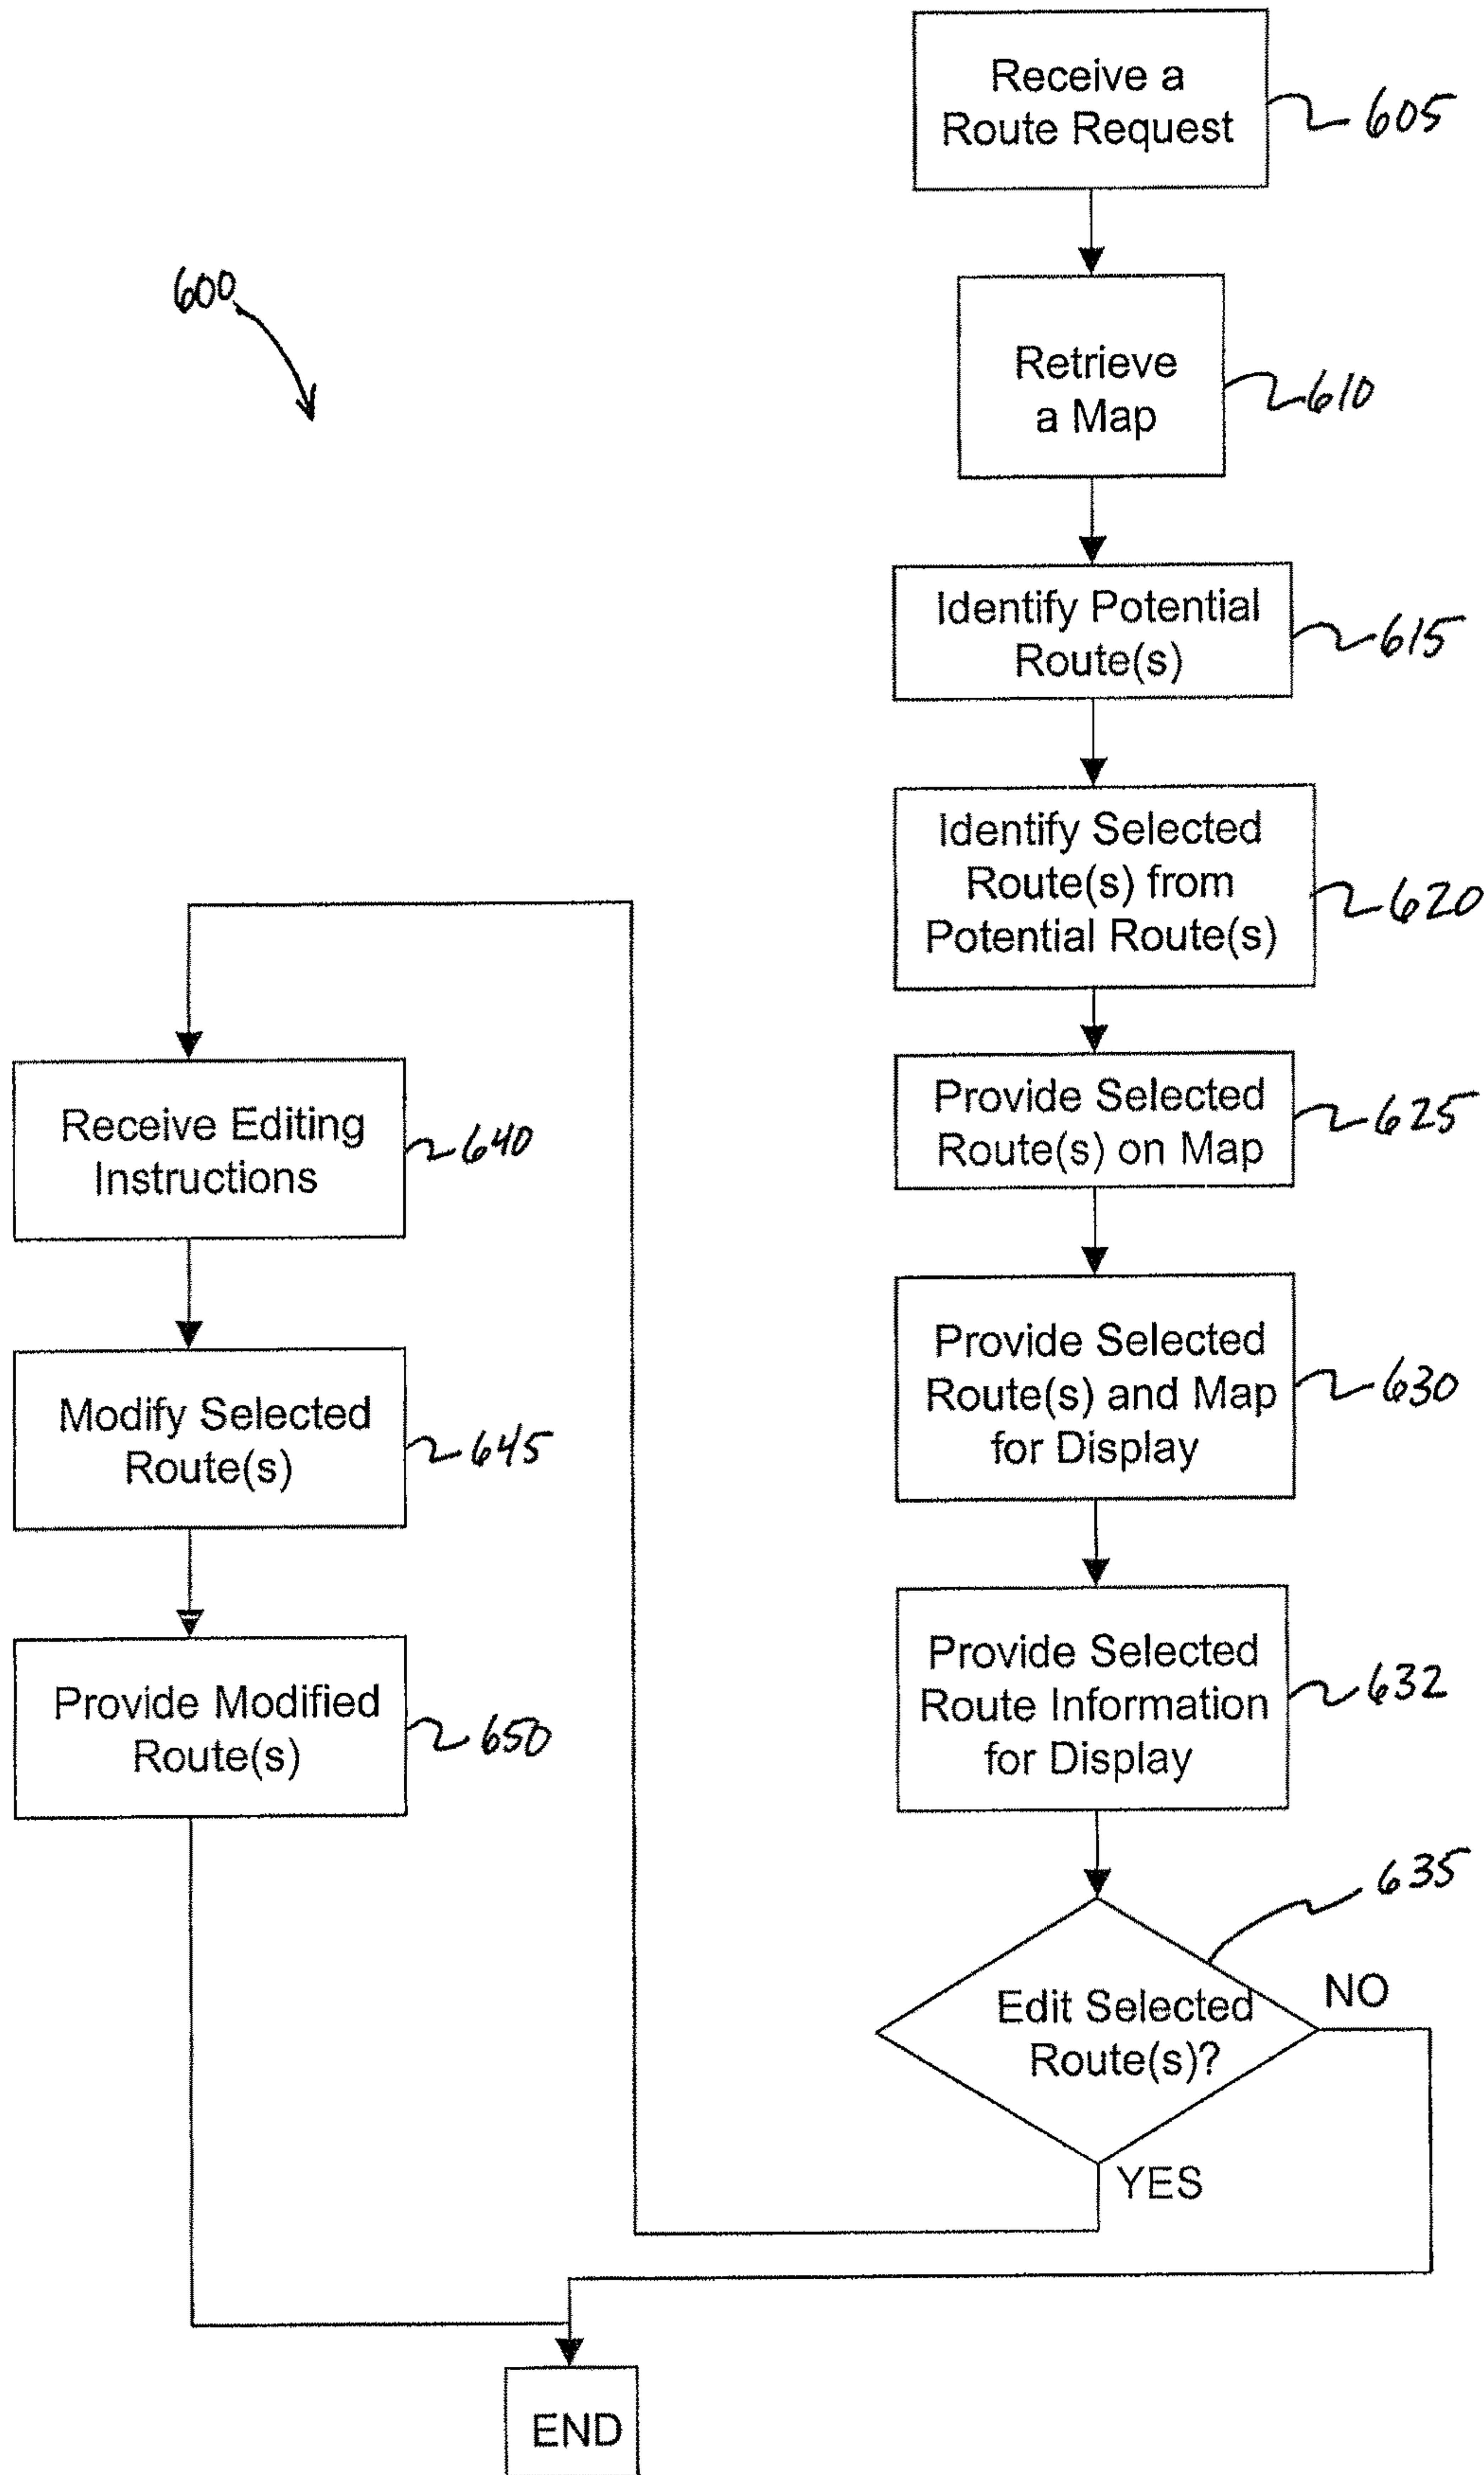 Receive a
Route Request
605
600
Retrieve
a Map
610
Identify Potential
Route(s)
615
Identify Selected
Route(s) from
Potential Route(s)
620
Provide Selected
Route(s) on Map
625
Provide Selected
Route(s) and Map
for Display
630
Provide Selected
Route Information
for Display
632
Edit Selected
Route(s)?
635
NO
YES
Receive Editing
Instructions
640
Modify Selected
Route(s)
645
Provide Modified
Route(s)
650
END